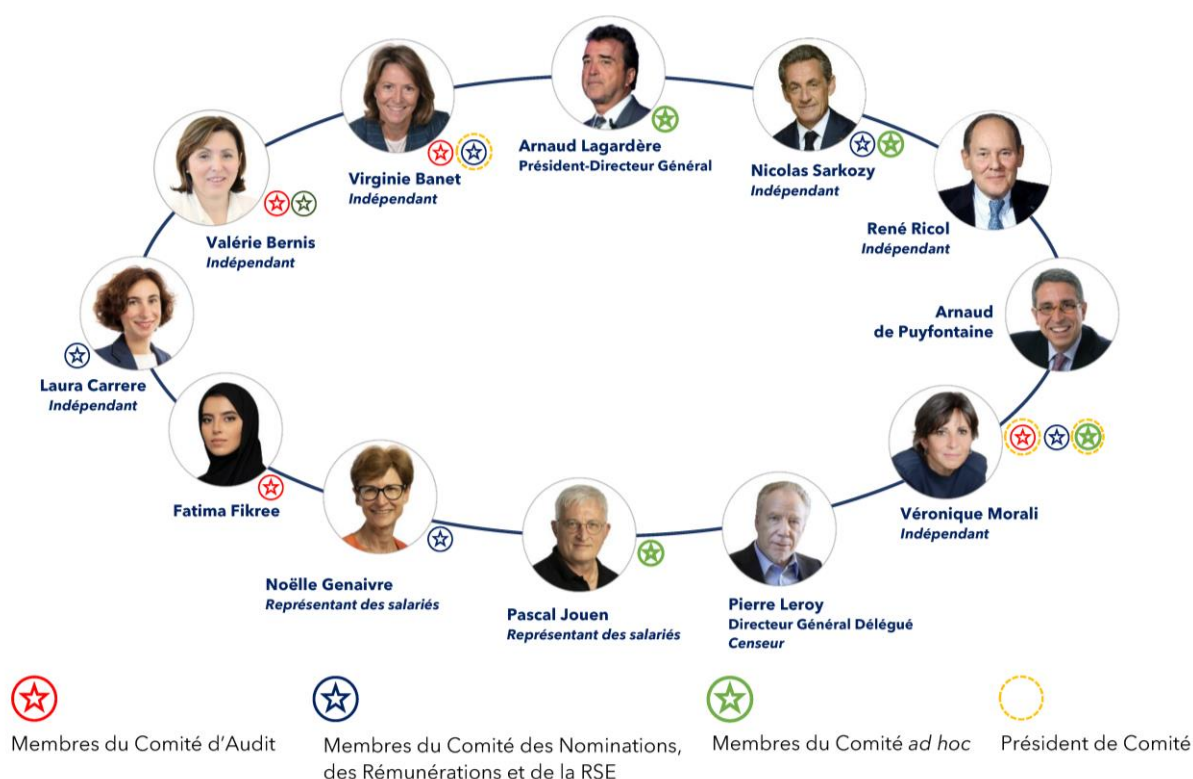 Arnaud Lagardère
Président-Directeur Général
Virginie Banet
Indépendant
Nicolas Sarkozy
Indépendant
Valérie Bernis
Indépendant
René Ricol
Indépendant
Arnaud
de Puyfontaine
Laura Carrere
Indépendant
Fatima Fikree
Véronique Morali
Indépendant
Noëlle Genaivre
Représentant des salariés
Pascal Jouen
Représentant des salariés
Pierre Leroy
Directeur Général Délégué
Censeur
Membres du Comité d'Audit
Membres du Comité des Nominations,
des Rémunérations et de la RSE
Membres du Comité ad hoc
Président de Comité